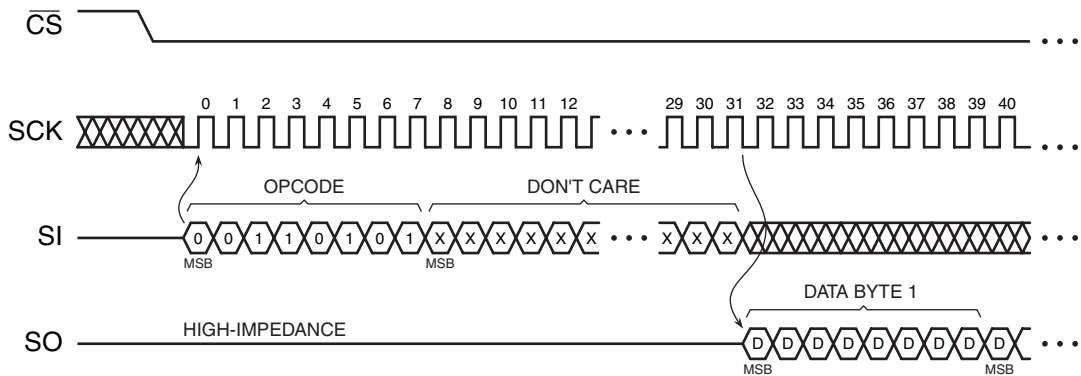 CS
0 1 2 3 4 5 6 7 8 9 10 11 12 29 30 31 32 33 34 35 36 37 38 39 40
SCK
OPCODE DON'T CARE
SI 0 0 1 1 0 1 0 1 X X X X X X X X X
MSB MSB
DATA BYTE 1
HIGH-IMPEDANCE
SO D D D D D D D D D
MSB MSB